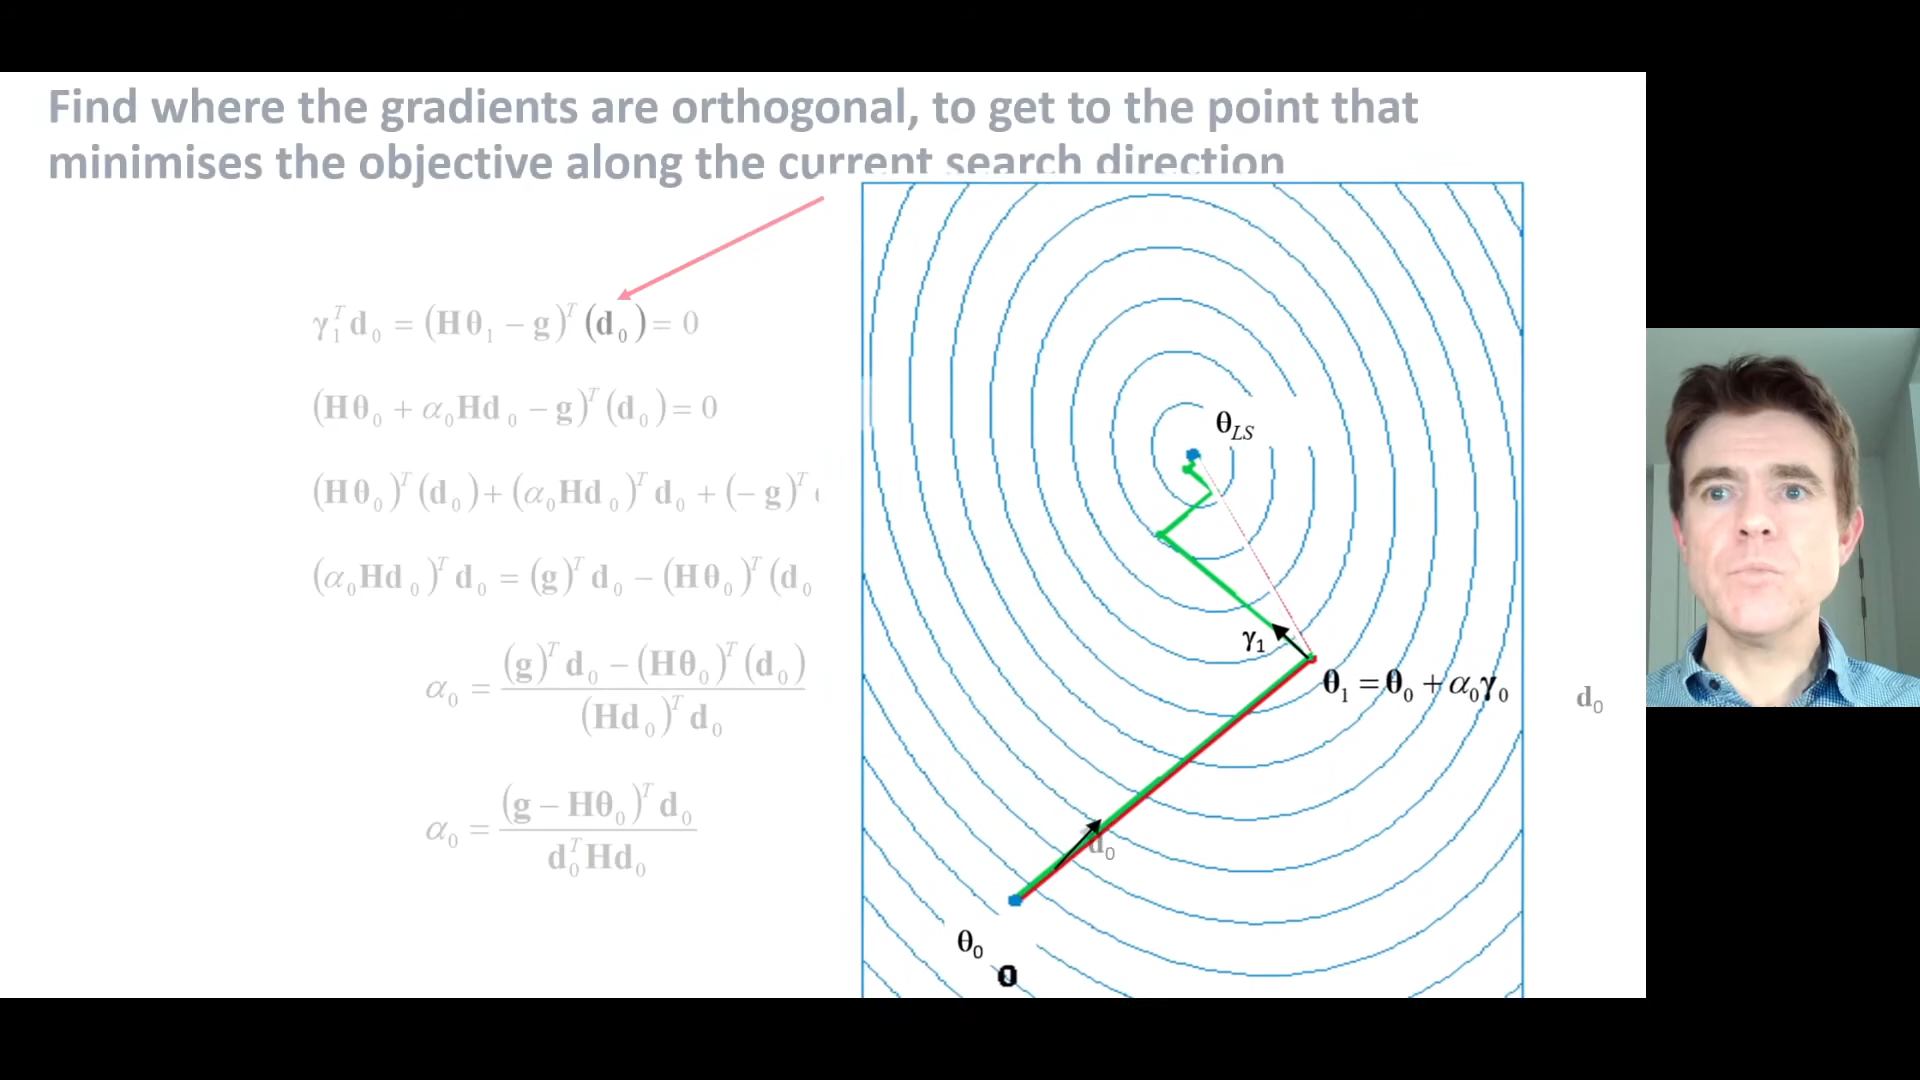 Find where the gradients are orthogonal, to get to the point that
minimises the objective along the current search direction
γ₁ᵀd₀ = (Hθ₁ − g)ᵀ(d₀) = 0
(Hθ₀ + α₀Hd₀ − g)ᵀ(d₀) = 0
(Hθ₀)ᵀ(d₀) + (α₀Hd₀)ᵀd₀ + (−g)ᵀ
(α₀Hd₀)ᵀd₀ = (g)ᵀd₀ − (Hθ₀)ᵀ(d₀
α₀ = ((g)ᵀd₀ − (Hθ₀)ᵀ(d₀)) / ((Hd₀)ᵀd₀)
α₀ = ((g − Hθ₀)ᵀd₀) / (d₀ᵀHd₀)
θ_LS
γ₁
θ₁ = θ₀ + α₀γ₀
d₀
d₀
θ₀
0